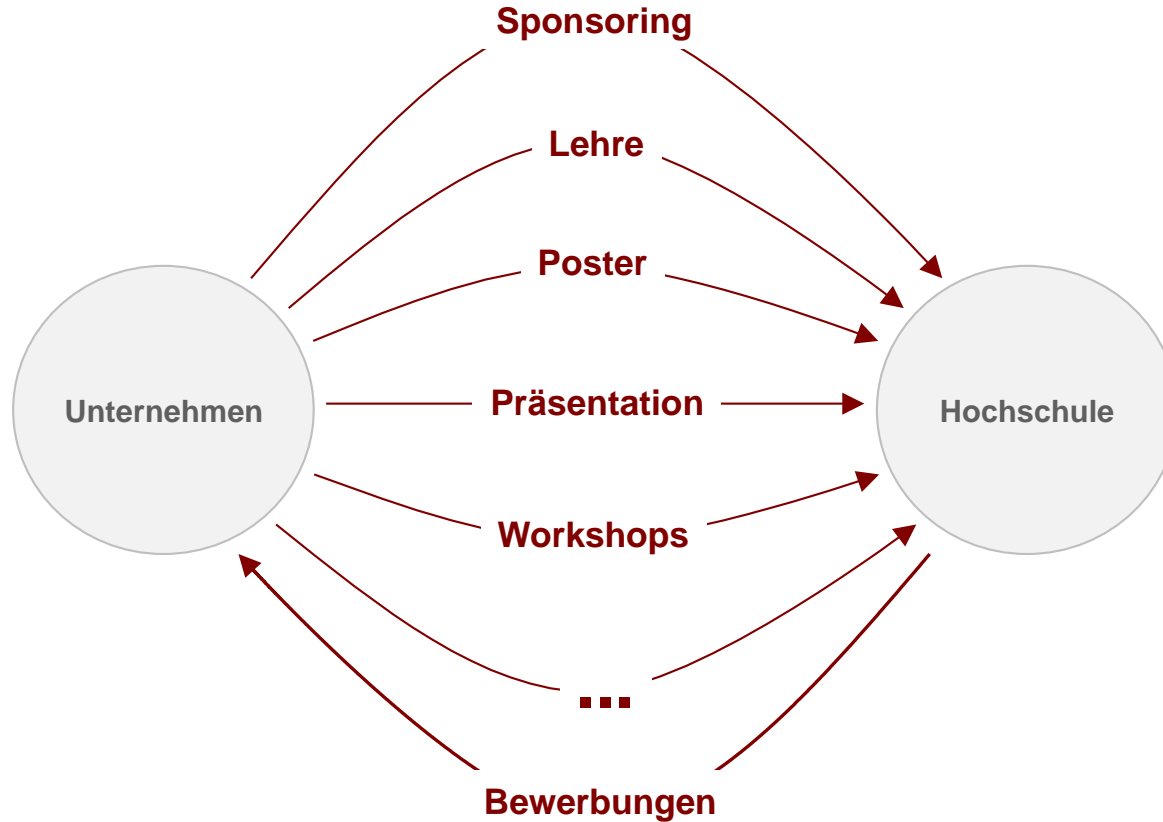 Sponsoring
Lehre
Poster
Unternehmen
Präsentation
Hochschule
Workshops
...
Bewerbungen